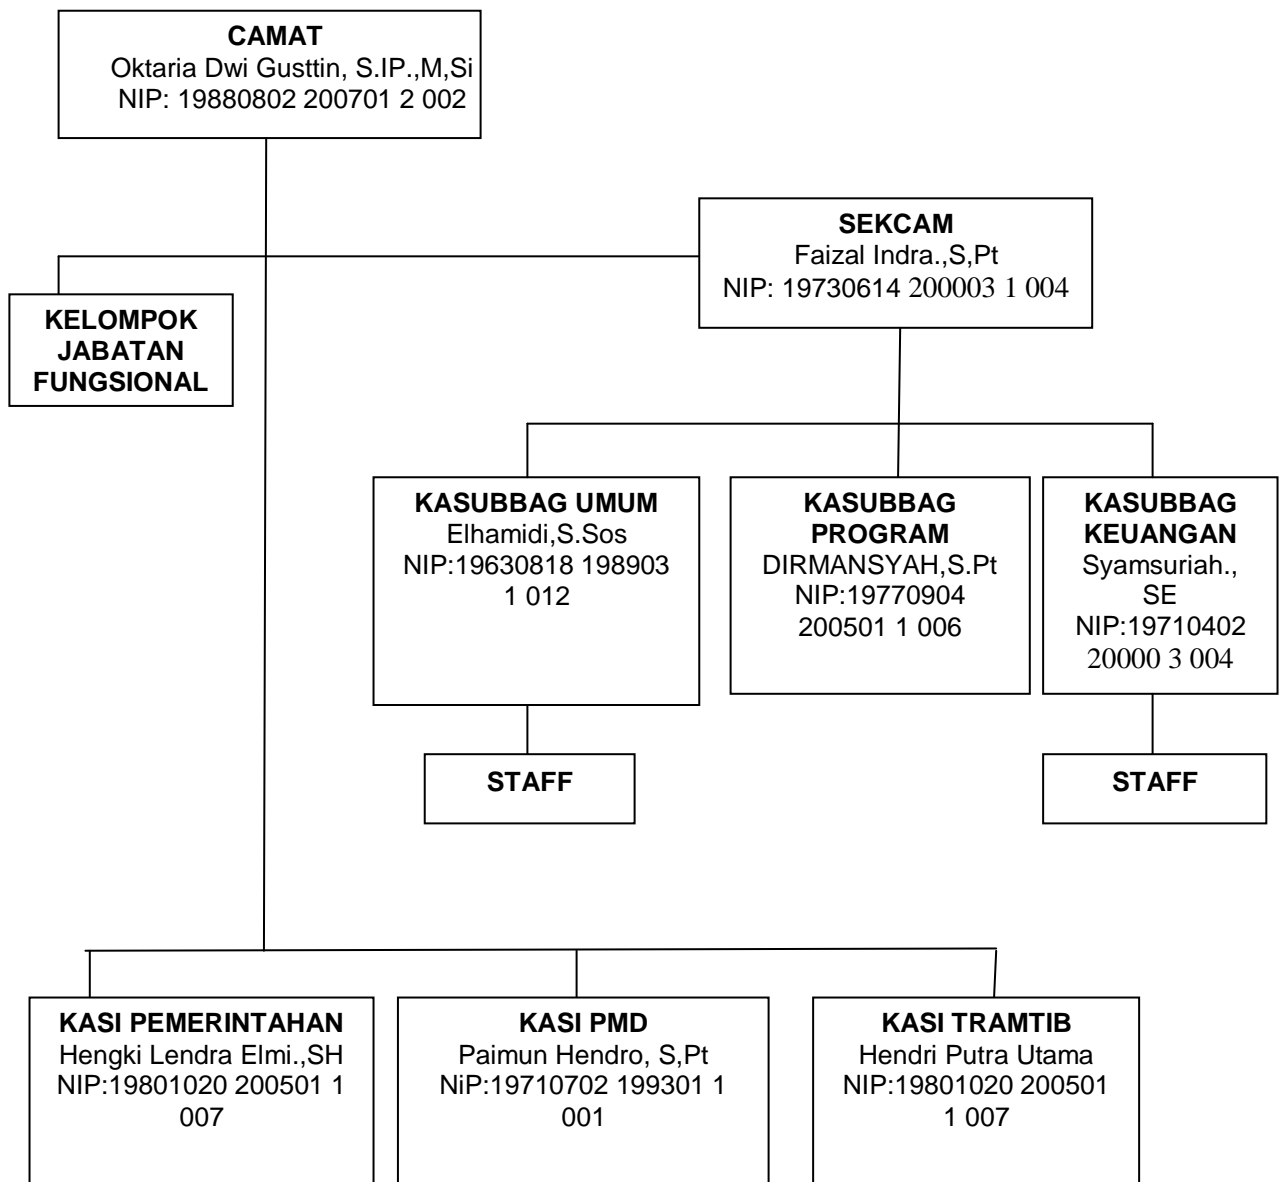 CAMAT
Oktaria Dwi Gusttin, S.IP.,M,Si
NIP: 19880802 200701 2 002
SEKCAM
Faizal Indra.,S,Pt
NIP: 19730614 200003 1 004
KELOMPOK
JABATAN
FUNGSIONAL
KASUBBAG UMUM
Elhamidi,S.Sos
NIP:19630818 198903
1 012
KASUBBAG
PROGRAM
DIRMANSYAH,S.Pt
NIP:19770904
200501 1 006
KASUBBAG
KEUANGAN
Syamsuriah.,
SE
NIP:19710402
20000 3 004
STAFF
STAFF
KASI PEMERINTAHAN
Hengki Lendra Elmi.,SH
NIP:19801020 200501 1
007
KASI PMD
Paimun Hendro, S,Pt
NiP:19710702 199301 1
001
KASI TRAMTIB
Hendri Putra Utama
NIP:19801020 200501
1 007